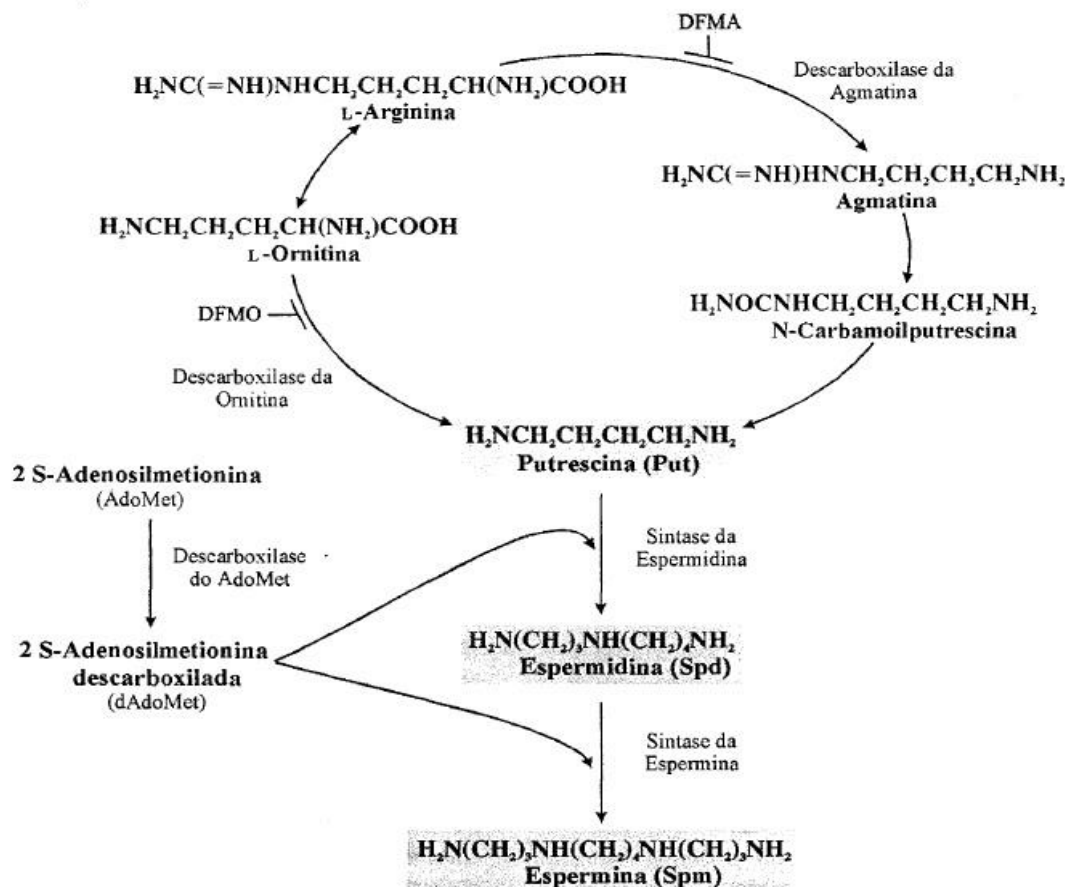 DFMA
H₂NC(=NH)NHCH₂CH₂CH₂CH(NH₂)COOH
L-Arginina
Descarboxilase da
Agmatina
H₂NC(=NH)HNCH₂CH₂CH₂CH₂NH₂
Agmatina
H₂NCH₂CH₂CH₂CH(NH₂)COOH
L-Ornitina
DFMO
H₂NOCNHCH₂CH₂CH₂CH₂NH₂
N-Carbamoilputrescina
Descarboxilase da
Ornitina
H₂NCH₂CH₂CH₂CH₂NH₂
Putrescina (Put)
2 S-Adenosilmetionina
(AdoMet)
Descarboxilase
do AdoMet
Sintase da
Espermidina
2 S-Adenosilmetionina
descarboxilada
(dAdoMet)
H₂N(CH₂)₃NH(CH₂)₄NH₂
Espermidina (Spd)
Sintase da
Espermina
H₂N(CH₂)₃NH(CH₂)₄NH(CH₂)₃NH₂
Espermina (Spm)